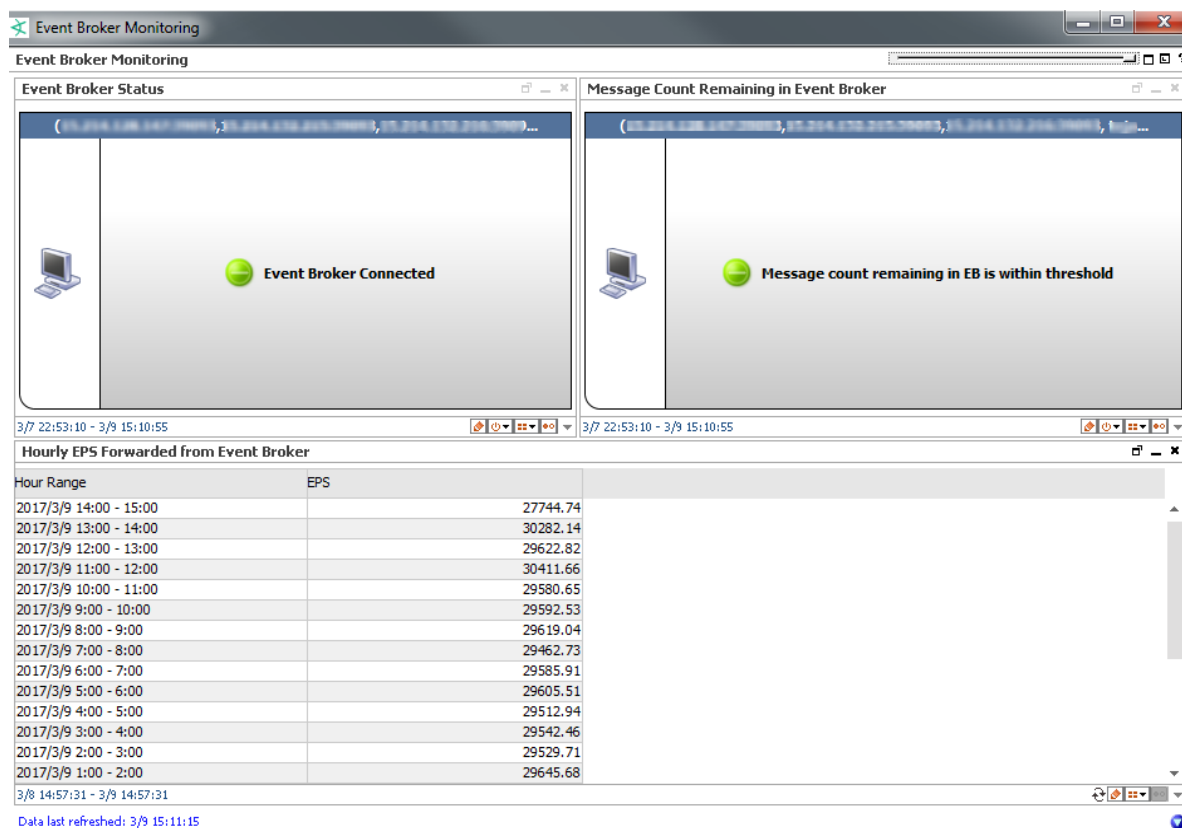 Event Broker Monitoring
Event Broker Monitoring
Event Broker Status
Message Count Remaining in Event Broker
Event Broker Connected
Message count remaining in EB is within threshold
3/7 22:53:10 - 3/9 15:10:55
3/7 22:53:10 - 3/9 15:10:55
Hourly EPS Forwarded from Event Broker
Hour Range EPS
2017/3/9 14:00 - 15:00 27744.74
2017/3/9 13:00 - 14:00 30282.14
2017/3/9 12:00 - 13:00 29622.82
2017/3/9 11:00 - 12:00 30411.66
2017/3/9 10:00 - 11:00 29580.65
2017/3/9 9:00 - 10:00 29592.53
2017/3/9 8:00 - 9:00 29619.04
2017/3/9 7:00 - 8:00 29462.73
2017/3/9 6:00 - 7:00 29585.91
2017/3/9 5:00 - 6:00 29605.51
2017/3/9 4:00 - 5:00 29512.94
2017/3/9 3:00 - 4:00 29542.46
2017/3/9 2:00 - 3:00 29529.71
2017/3/9 1:00 - 2:00 29645.68
3/8 14:57:31 - 3/9 14:57:31
Data last refreshed: 3/9 15:11:15